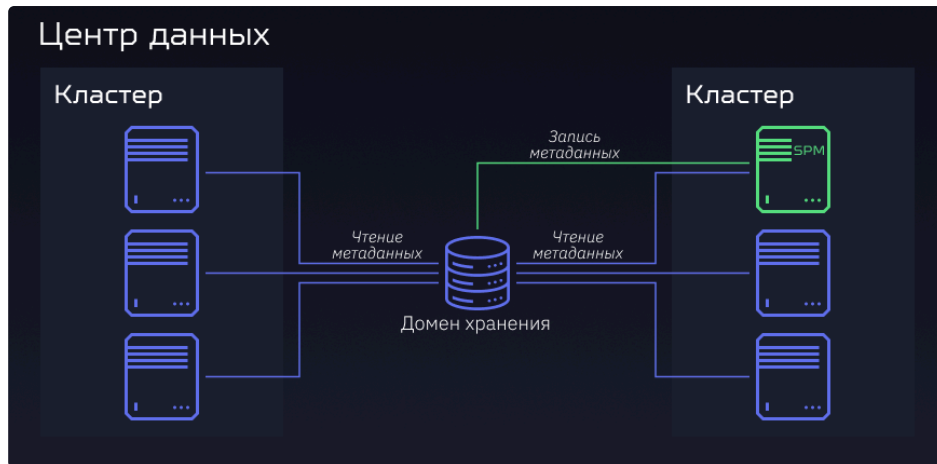 Центр данных
Кластер
Кластер
SPM
Запись
метаданных
Чтение
метаданных
Чтение
метаданных
Домен хранения